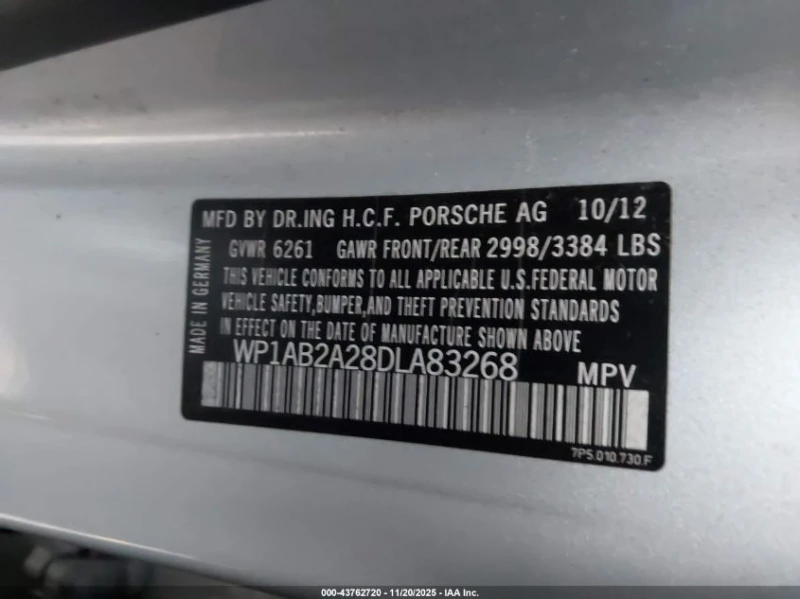 MFD BY DR.ING H.C.F. PORSCHE AG 10/12
GVWR 6261 GAWR FRONT/REAR 2998/3384 LBS
THIS VEHICLE CONFORMS TO ALL APPLICABLE U.S.FEDERAL MOTOR
VEHICLE SAFETY,BUMPER,AND THEFT PREVENTION STANDARDS
IN EFFECT ON THE DATE OF MANUFACTURE SHOWN ABOVE
WP1AB2A28DLA83268 MPV
7P5.010.730.F
MADE IN GERMANY
000-43762720 - 11/20/2025 - IAA Inc.